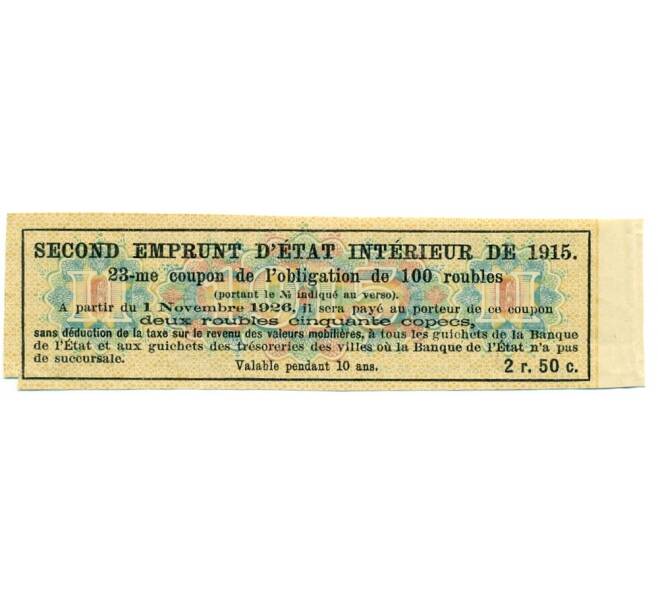 SECOND EMPRUNT D'ÉTAT INTÉRIEUR DE 1915.
23-me coupon de l'obligation de 100 roubles
(portant le № indiqué au verso).
A partir du 1 Novembre 1926, il sera payé au porteur de ce coupon
deux roubles cinquante copecs,
sans déduction de la taxe sur le revenu des valeurs mobilières, à tous les guichets de la Banque
de l'État et aux guichets des trésoreries des villes où la Banque de l'État n'a pas
de succursale.
Valable pendant 10 ans.
2 r. 50 c.